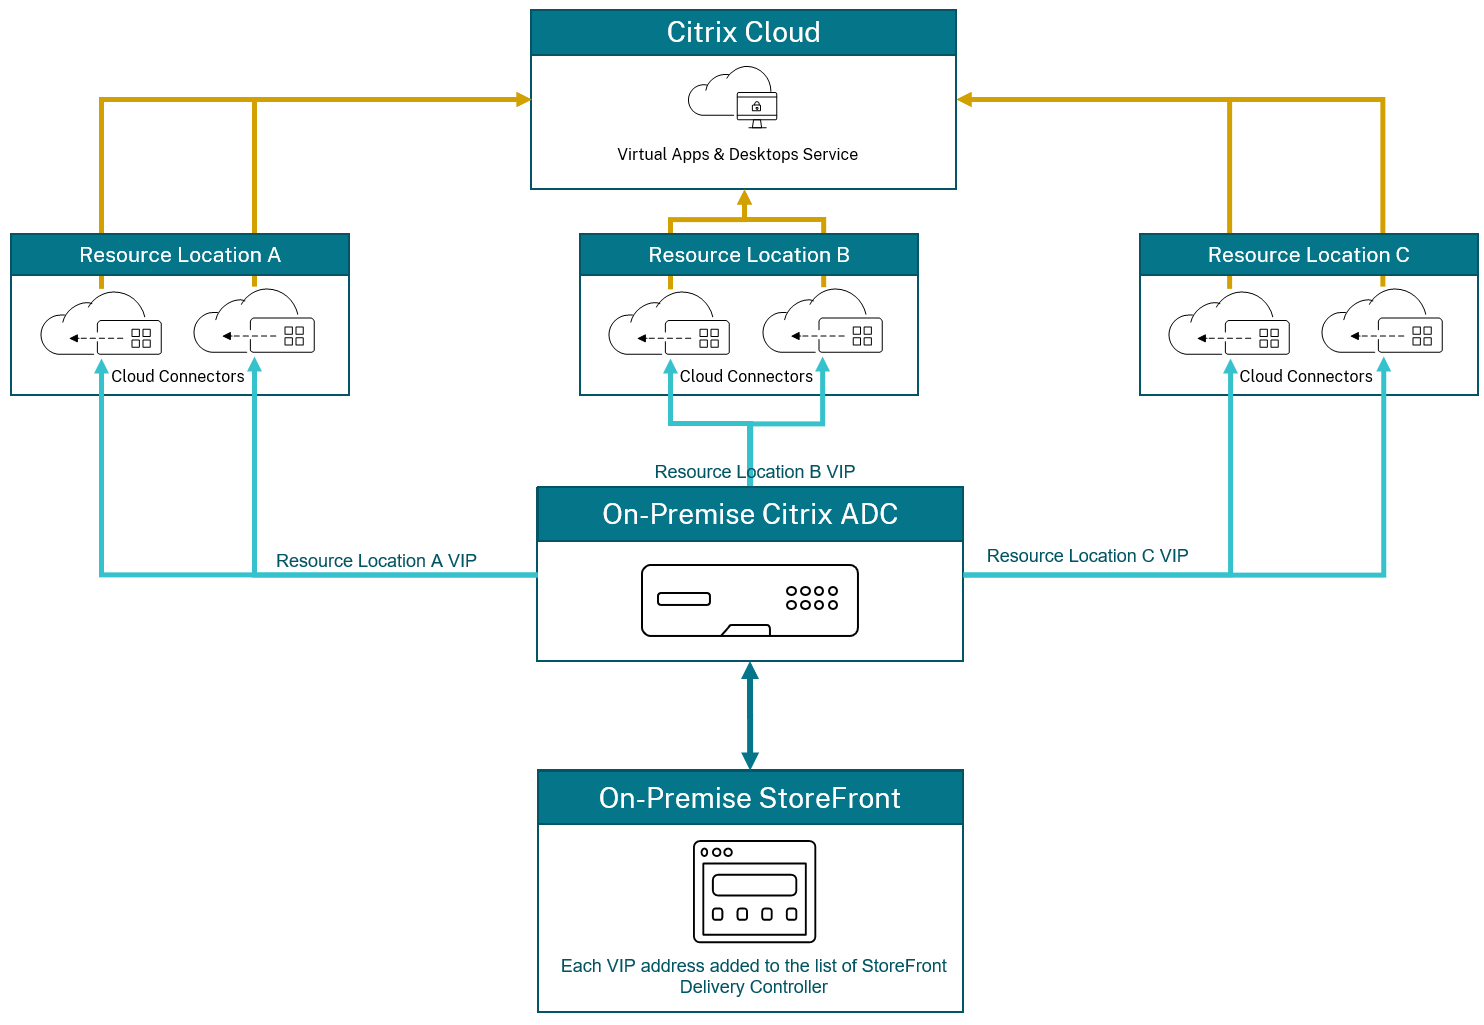 Citrix Cloud
Virtual Apps & Desktops Service
Resource Location A
Resource Location B
Resource Location C
Cloud Connectors
Cloud Connectors
Cloud Connectors
Resource Location B VIP
On-Premise Citrix ADC
Resource Location A VIP
Resource Location C VIP
On-Premise StoreFront
Each VIP address added to the list of StoreFront
Delivery Controller